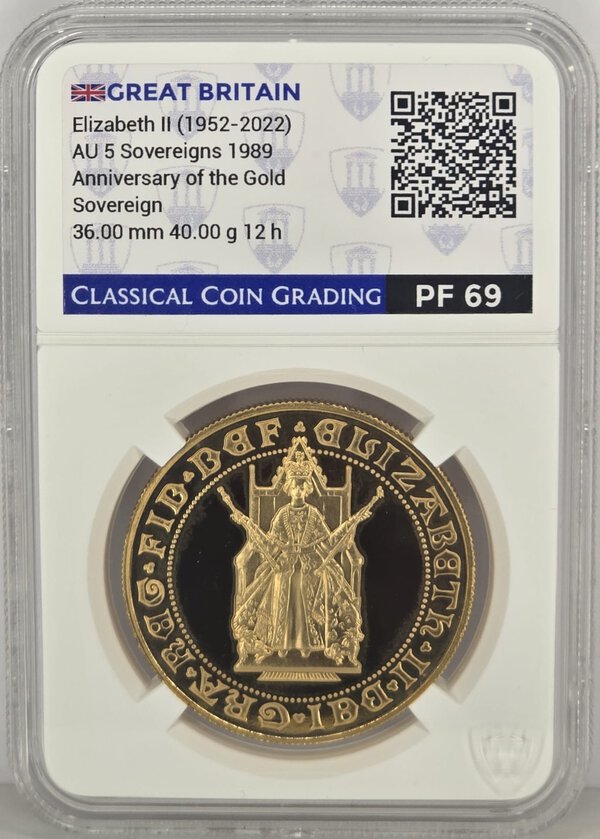 GREAT BRITAIN
Elizabeth II (1952-2022)
AU 5 Sovereigns 1989
Anniversary of the Gold
Sovereign
36.00 mm 40.00 g 12 h
CLASSICAL COIN GRADING
PF 69
ELIZABETH·II·DEI·GRA·REG·FID·DEF